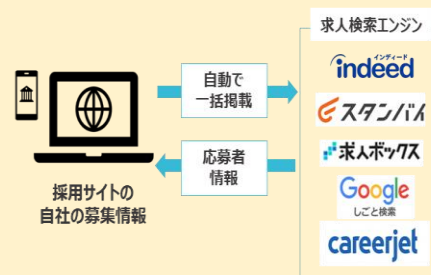 求人検索エンジン
インディード
indeed
自動で
一括掲載
スタンバイ
求人ボックス
応募者
情報
Google
しごと検索
careerjet
採用サイトの
自社の募集情報